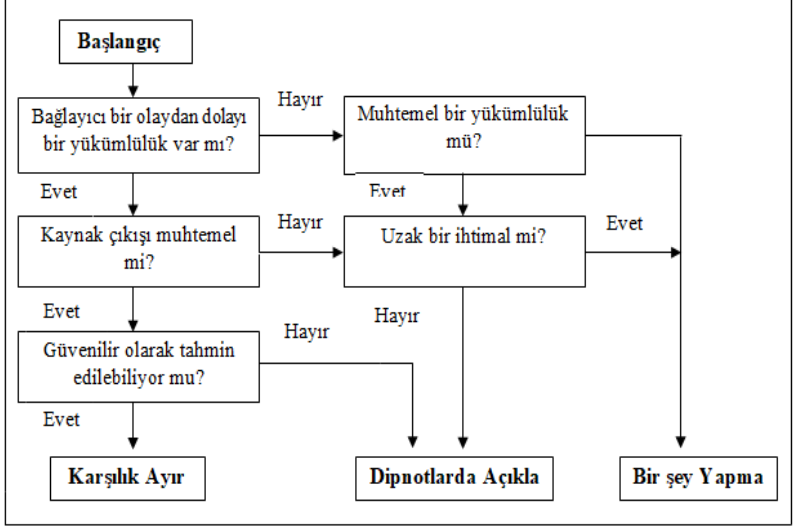 Başlangıç
Bağlayıcı bir olaydan dolayı
bir yükümlülük var mı?
Hayır
Muhtemel bir yükümlülük
mü?
Evet
Evet
Kaynak çıkışı muhtemel
mi?
Hayır
Uzak bir ihtimal mi?
Evet
Evet
Hayır
Güvenilir olarak tahmin
edilebiliyor mu?
Hayır
Evet
Karşılık Ayır
Dipnotlarda Açıkla
Bir şey Yapma